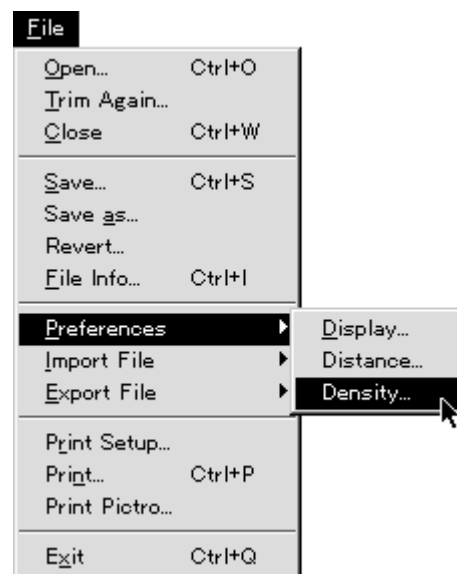 File
Open... Ctrl+O
Trim Again...
Close Ctrl+W
Save... Ctrl+S
Save as...
Revert...
File Info... Ctrl+I
Preferences
Display...
Import File
Distance...
Export File
Density...
Print Setup...
Print... Ctrl+P
Print Pictro...
Exit Ctrl+Q